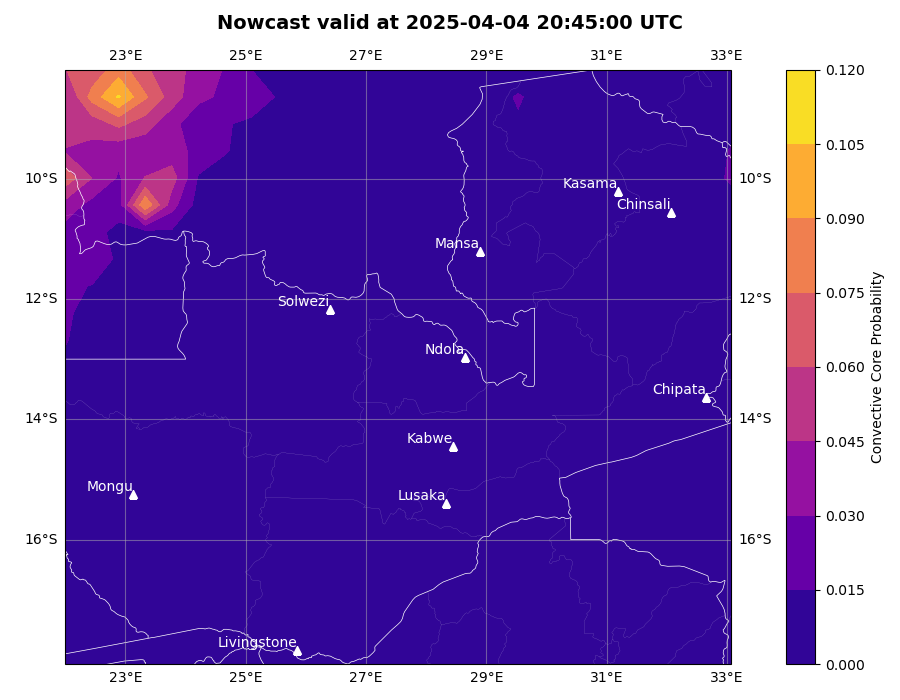 Nowcast valid at 2025-04-04 20:45:00 UTC
23°E 25°E 27°E 29°E 31°E 33°E
0.120
0.105
10°S 10°S
Kasama
Chinsali
0.090
Mansa
12°S 12°S
0.075
Solwezi
Ndola
0.060
Chipata
14°S 14°S
Kabwe
0.045
Mongu
Lusaka
0.030
16°S 16°S
0.015
Livingstone
0.000
23°E 25°E 27°E 29°E 31°E 33°E
Convective Core Probability